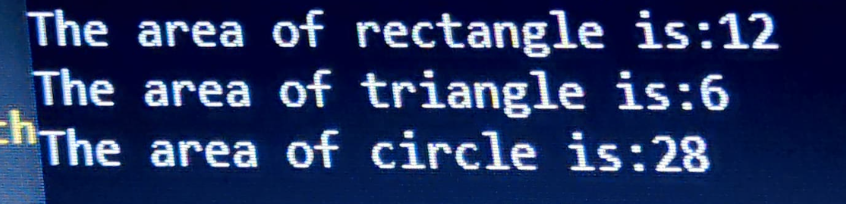 The area of rectangle is:12
The area of triangle is:6
The area of circle is:28